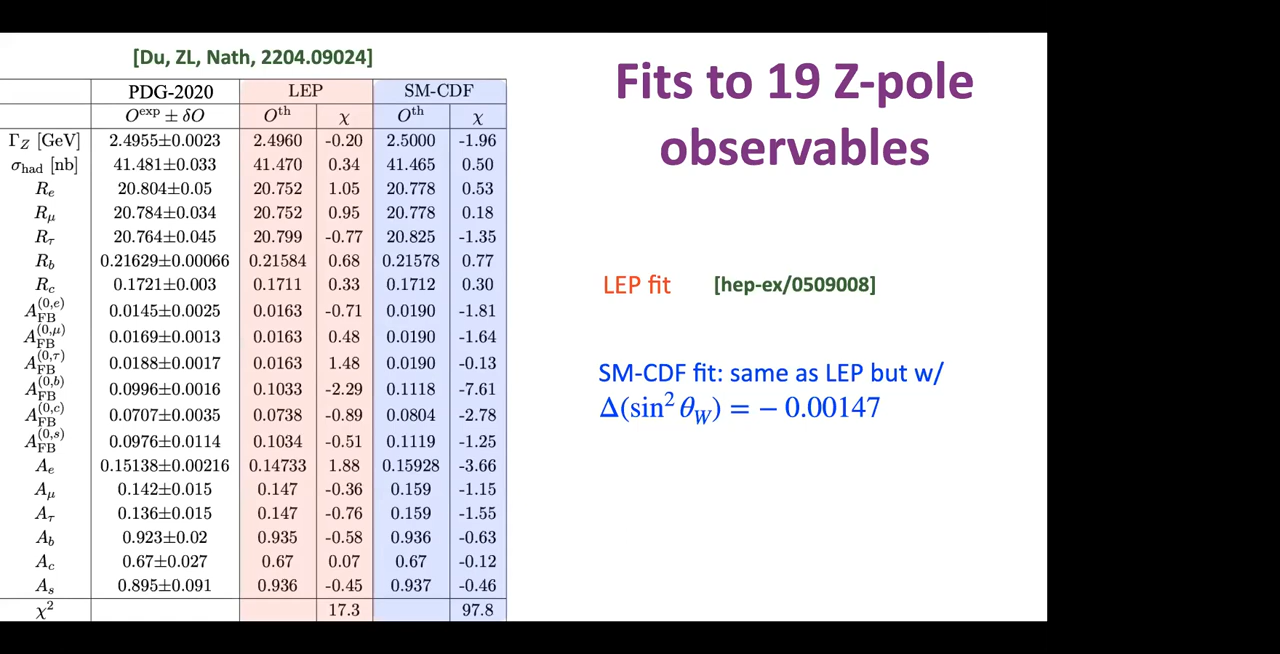 [Du, ZL, Nath, 2204.09024]
PDG-2020 LEP SM-CDF
O^exp ± δO O^th χ O^th χ
Γ_Z [GeV] 2.4955±0.0023 2.4960 -0.20 2.5000 -1.96
σ_had [nb] 41.481±0.033 41.470 0.34 41.465 0.50
R_e 20.804±0.05 20.752 1.05 20.778 0.53
R_μ 20.784±0.034 20.752 0.95 20.778 0.18
R_τ 20.764±0.045 20.799 -0.77 20.825 -1.35
R_b 0.21629±0.00066 0.21584 0.68 0.21578 0.77
R_c 0.1721±0.003 0.1711 0.33 0.1712 0.30
A_FB^(0,e) 0.0145±0.0025 0.0163 -0.71 0.0190 -1.81
A_FB^(0,μ) 0.0169±0.0013 0.0163 0.48 0.0190 -1.64
A_FB^(0,τ) 0.0188±0.0017 0.0163 1.48 0.0190 -0.13
A_FB^(0,b) 0.0996±0.0016 0.1033 -2.29 0.1118 -7.61
A_FB^(0,c) 0.0707±0.0035 0.0738 -0.89 0.0804 -2.78
A_FB^(0,s) 0.0976±0.0114 0.1034 -0.51 0.1119 -1.25
A_e 0.15138±0.00216 0.14733 1.88 0.15928 -3.66
A_μ 0.142±0.015 0.147 -0.36 0.159 -1.15
A_τ 0.136±0.015 0.147 -0.76 0.159 -1.55
A_b 0.923±0.02 0.935 -0.58 0.936 -0.63
A_c 0.67±0.027 0.67 0.07 0.67 -0.12
A_s 0.895±0.091 0.936 -0.45 0.937 -0.46
χ² 17.3 97.8
Fits to 19 Z-pole
observables
LEP fit [hep-ex/0509008]
SM-CDF fit: same as LEP but w/
Δ(sin² θ_W) = − 0.00147